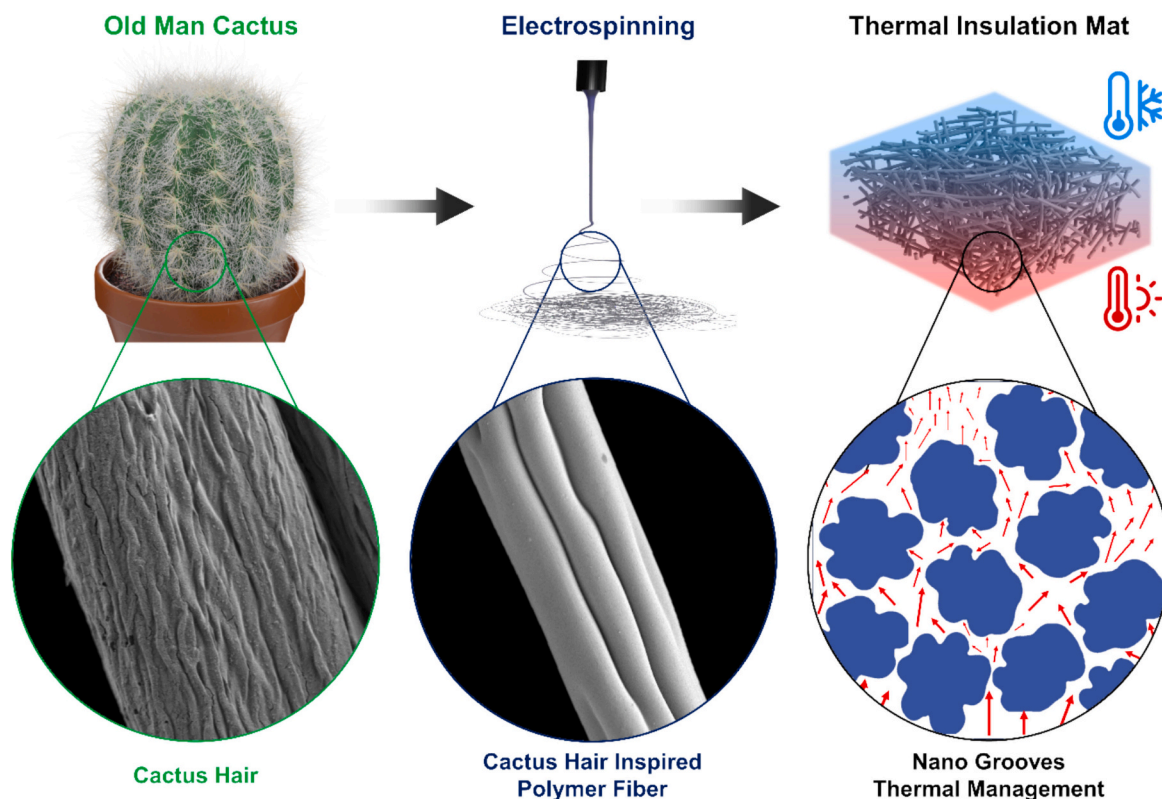 Old Man Cactus
Electrospinning
Thermal Insulation Mat
Cactus Hair
Cactus Hair Inspired
Polymer Fiber
Nano Grooves
Thermal Management